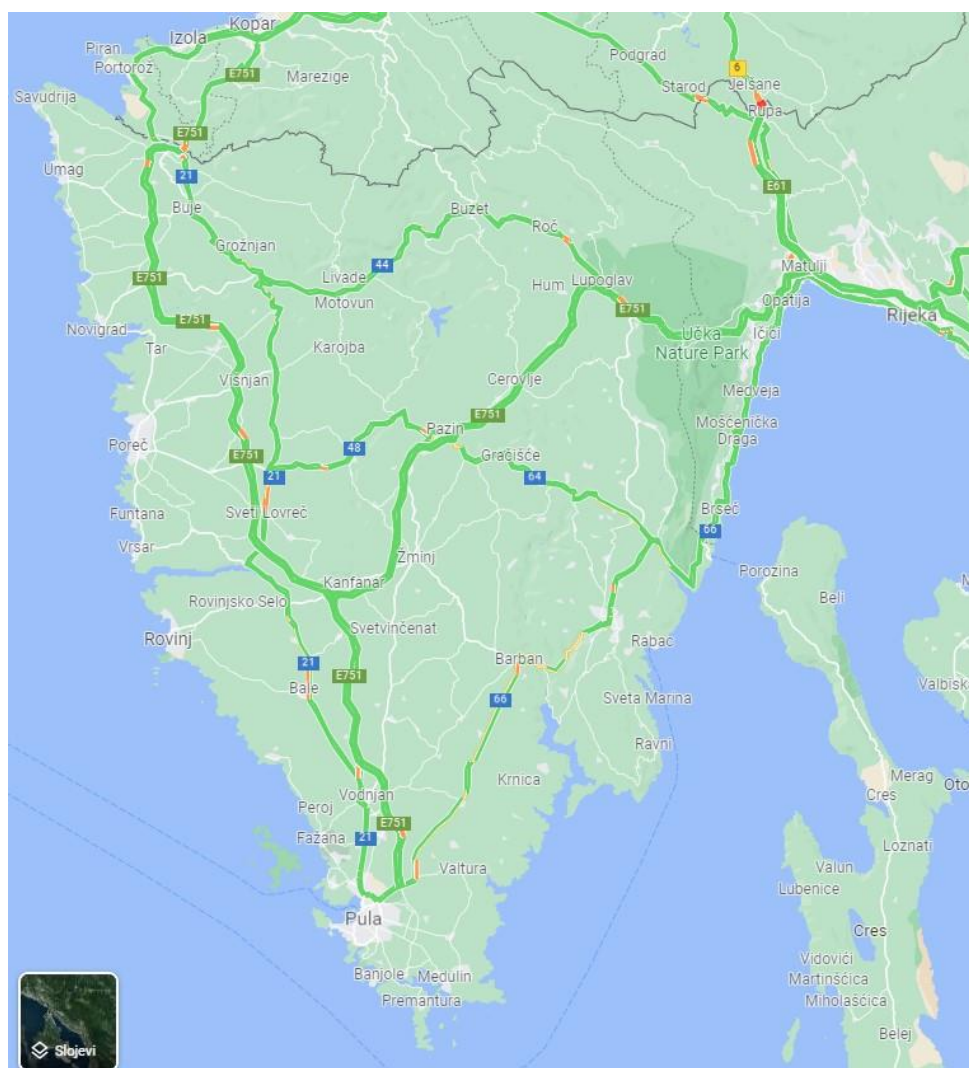 Kopar
Izola
Piran
Portorož
E751
Marezige
Podgrad
6
Jelšane
Starod
Rupa
Savudrija
E751
Umag
21
E61
Buje
Buzet
Roč
Grožnjan
44
Livade
Matulji
E751
Motovun
Hum
Lupoglav
Opatija
E751
E751
Rijeka
Novigrad
Učka
Nature Park
Ičići
Tar
Karojba
Višnjan
Cerovlje
Medveja
E751
Mošćenička
Draga
Poreč
Pazin
48
E751
Gračišće
21
64
Funtana
Sveti Lovreč
Brseč
66
Vrsar
Žminj
Porozina
Kanfanar
Beli
Rovinjsko Selo
Rovinj
Svetvinčenat
Rabac
Barban
21
E751
Bale
Valbisk
66
Sveta Marina
Ravni
Krnica
Merag
Vodnjan
Cres
Oto
Peroj
E751
21
Fažana
Loznati
Valtura
Valun
Lubenice
Pula
Cres
Vidovići
Banjole
Medulin
Martinšćica
Premantura
Miholašćica
Belej
Slojevi